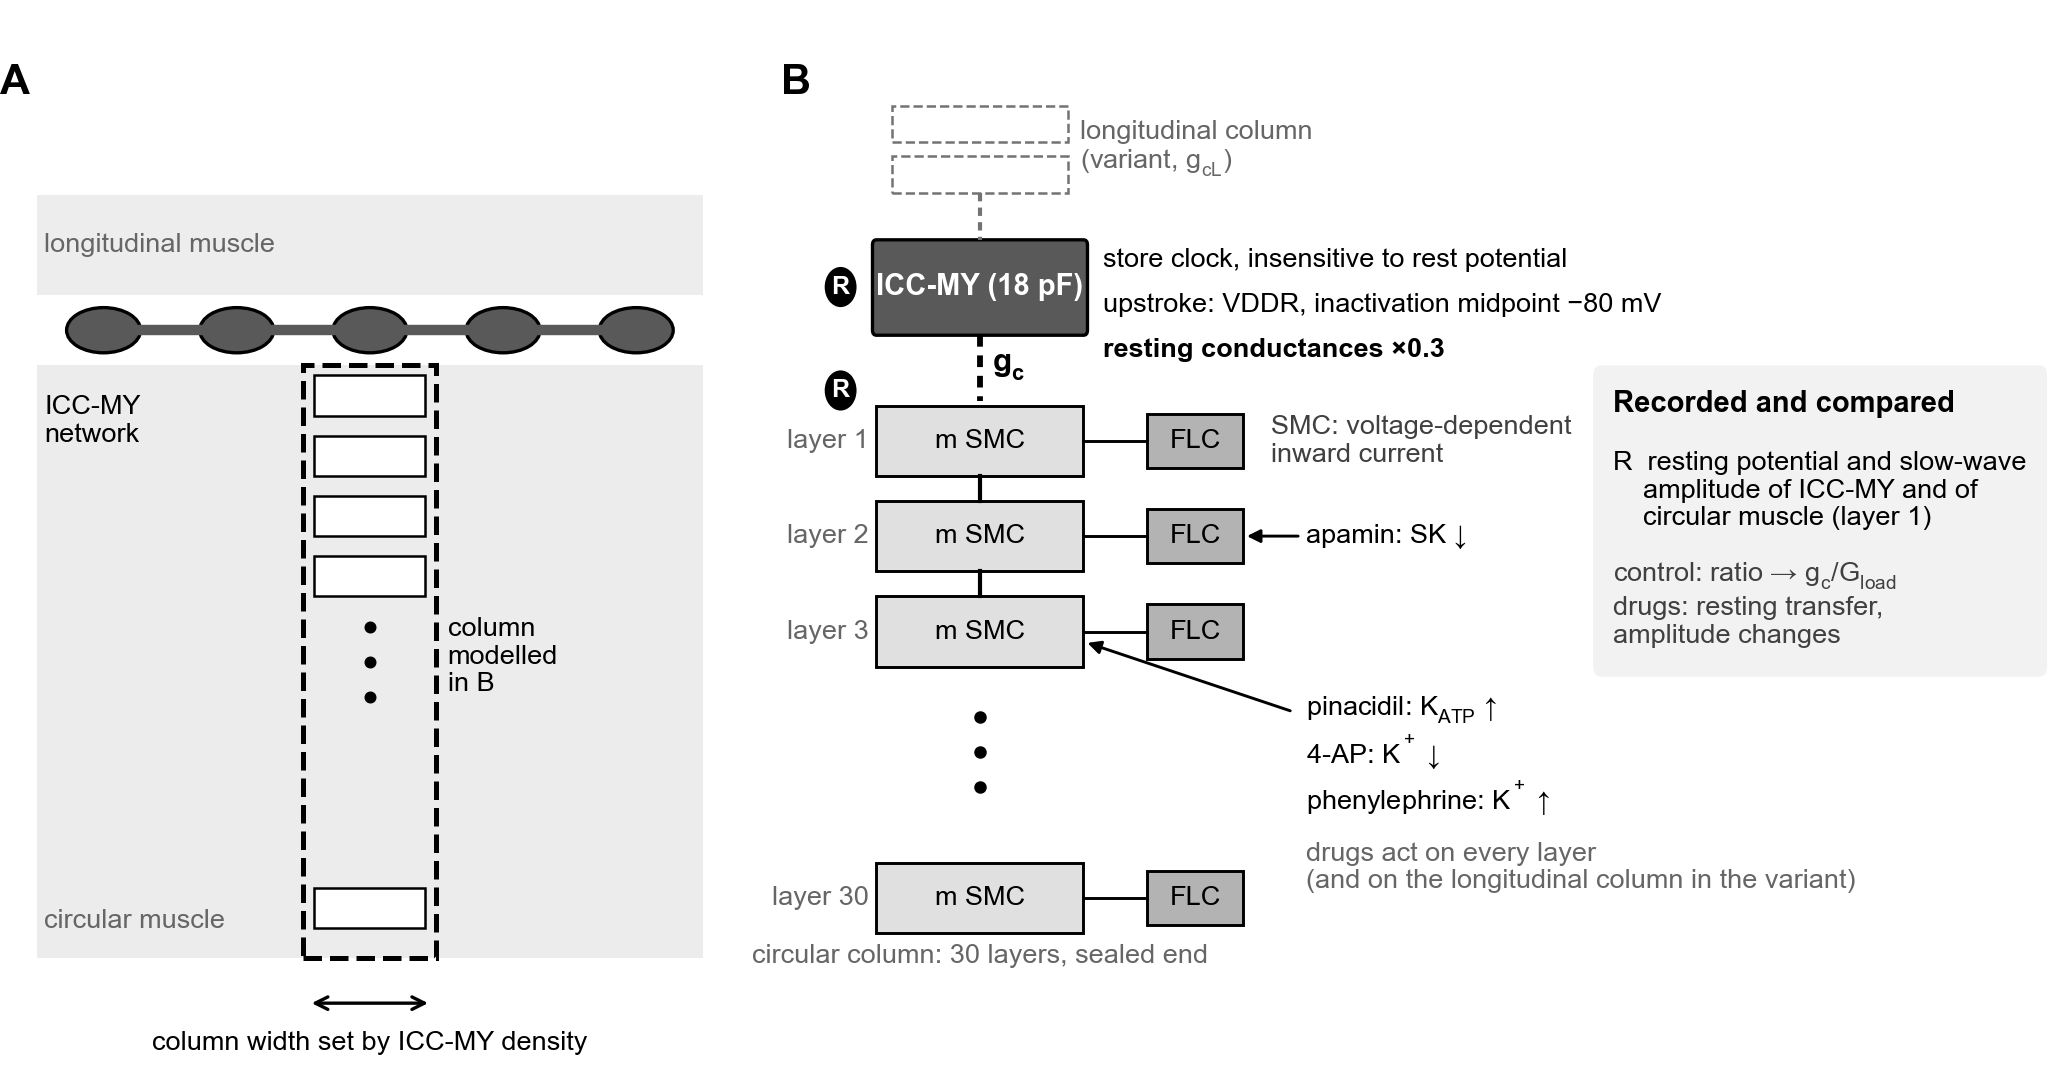 A
longitudinal muscle
ICC-MY
network
column
modelled
in B
circular muscle
column width set by ICC-MY density
B
longitudinal column
(variant, gcL)
R
ICC-MY (18 pF)
store clock, insensitive to rest potential
upstroke: VDDR, inactivation midpoint −80 mV
resting conductances ×0.3
gc
R
layer 1
m SMC
FLC
SMC: voltage-dependent
inward current
layer 2
m SMC
FLC
apamin: SK ↓
layer 3
m SMC
FLC
pinacidil: KATP ↑
4-AP: K+ ↓
phenylephrine: K+ ↑
drugs act on every layer
(and on the longitudinal column in the variant)
layer 30
m SMC
FLC
circular column: 30 layers, sealed end
Recorded and compared
R resting potential and slow-wave
amplitude of ICC-MY and of
circular muscle (layer 1)
control: ratio → gc/Gload
drugs: resting transfer,
amplitude changes